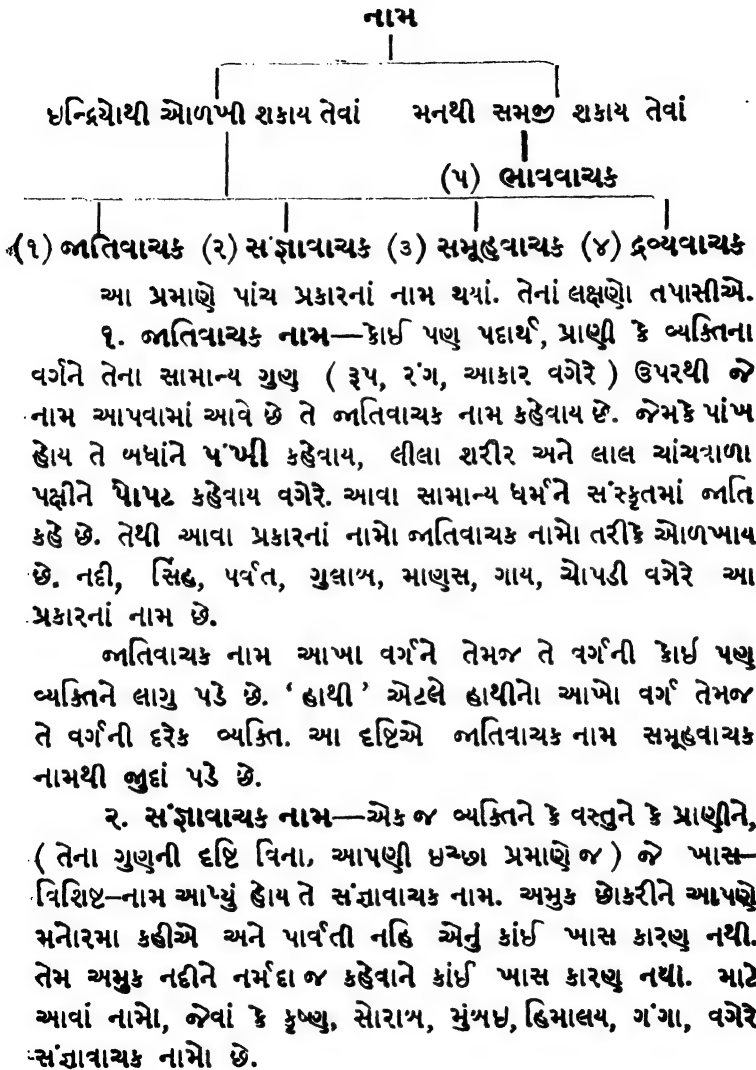 નામ
ઇન્દ્રિયોથી ઓળખી શકાય તેવાં મનથી સમજી શકાય તેવાં
(૫) ભાવવાચક
(૧) જાતિવાચક (૨) સંજ્ઞાવાચક (૩) સમૂહવાચક (૪) દ્રવ્યવાચક
આ પ્રમાણે પાંચ પ્રકારનાં નામ થયાં. તેનાં લક્ષણો તપાસીએ.
૧. જાતિવાચક નામ—કોઈ પણ પદાર્થ, પ્રાણી કે વ્યક્તિના
વર્ગને તેના સામાન્ય ગુણ ( રૂપ, રંગ, આકાર વગેરે ) ઉપરથી જે
નામ આપવામાં આવે છે તે જાતિવાચક નામ કહેવાય છે. જેમકે પાંખ
હોય તે બધાંને પંખી કહેવાય, લીલા શરીર અને લાલ ચાંચવાળા
પક્ષીને પોપટ કહેવાય વગેરે. આવા સામાન્ય ધર્મને સંસ્કૃતમાં જાતિ
કહે છે. તેથી આવા પ્રકારનાં નામો જાતિવાચક નામો તરીકે ઓળખાય
છે. નદી, સિંહ, પર્વત, ગુલાબ, માણસ, ગાય, ચોપડી વગેરે આ
પ્રકારનાં નામ છે.
જાતિવાચક નામ આખા વર્ગને તેમજ તે વર્ગની કોઈ પણ
વ્યક્તિને લાગુ પડે છે. ‘હાથી’ એટલે હાથીનો આખો વર્ગ તેમજ
તે વર્ગની દરેક વ્યક્તિ. આ દૃષ્ટિએ જાતિવાચક નામ સમૂહવાચક
નામથી જુદાં પડે છે.
૨. સંજ્ઞાવાચક નામ—એક જ વ્યક્તિને કે વસ્તુને કે પ્રાણીને,
( તેના ગુણની દૃષ્ટિ વિના, આપણી ઇચ્છા પ્રમાણે જ ) જે ખાસ–
વિશિષ્ટ–નામ આપ્યું હોય તે સંજ્ઞાવાચક નામ. અમુક છોકરીને આપણે
મનોરમા કહીએ અને પાર્વતી નહિ એનું કાંઈ ખાસ કારણ નથી.
તેમ અમુક નદીને નર્મદા જ કહેવાને કાંઈ ખાસ કારણ નથી. માટે
આવાં નામો, જેવાં કે કૃષ્ણ, સોરાબ, મુંબઇ, હિમાલય, ગંગા, વગેરે
સંજ્ઞાવાચક નામો છે.